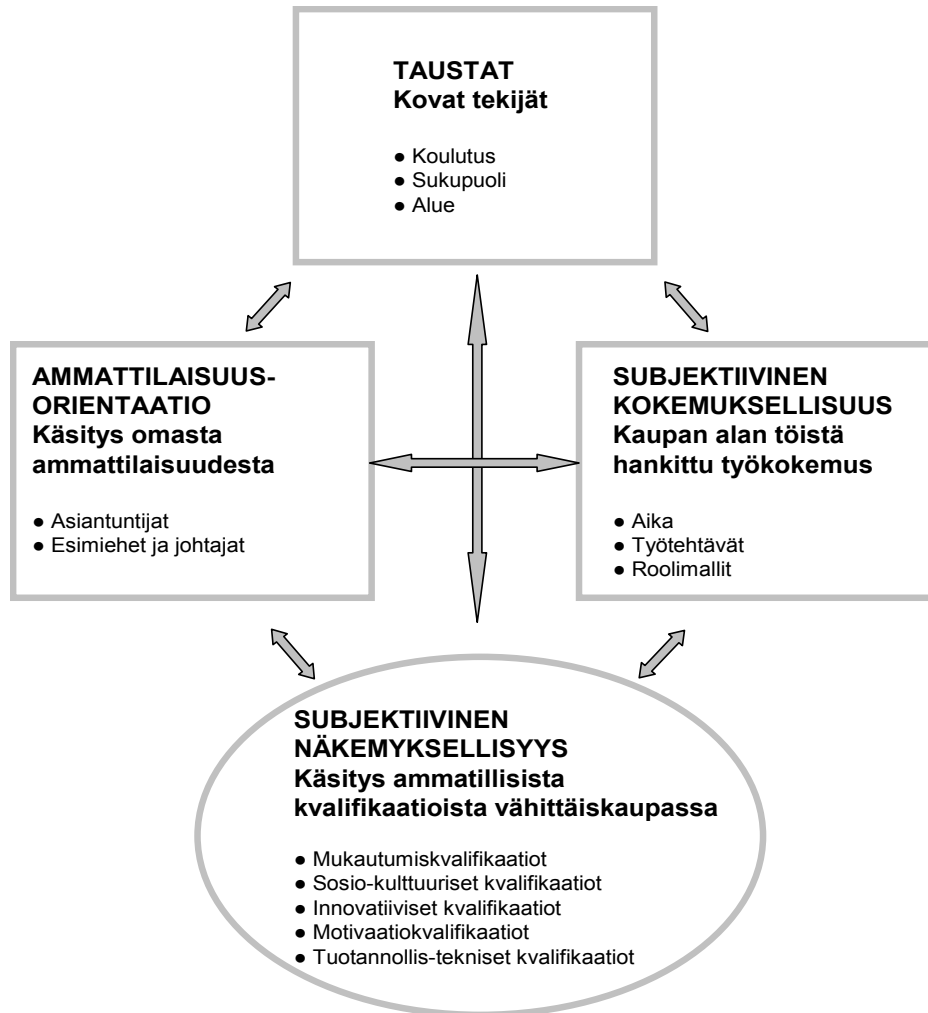 TAUSTAT
Kovat tekijät
● Koulutus
● Sukupuoli
● Alue
AMMATTILAISUUS-
ORIENTAATIO
Käsitys omasta
ammattilaisuudesta
● Asiantuntijat
● Esimiehet ja johtajat
SUBJEKTIIVINEN
KOKEMUKSELLISUUS
Kaupan alan töistä
hankittu työkokemus
● Aika
● Työtehtävät
● Roolimallit
SUBJEKTIIVINEN
NÄKEMYKSELLISYYS
Käsitys ammatillisista
kvalifikaatioista vähittäiskaupassa
● Mukautumiskvalifikaatiot
● Sosio-kulttuuriset kvalifikaatiot
● Innovatiiviset kvalifikaatiot
● Motivaatiokvalifikaatiot
● Tuotannollis-tekniset kvalifikaatiot